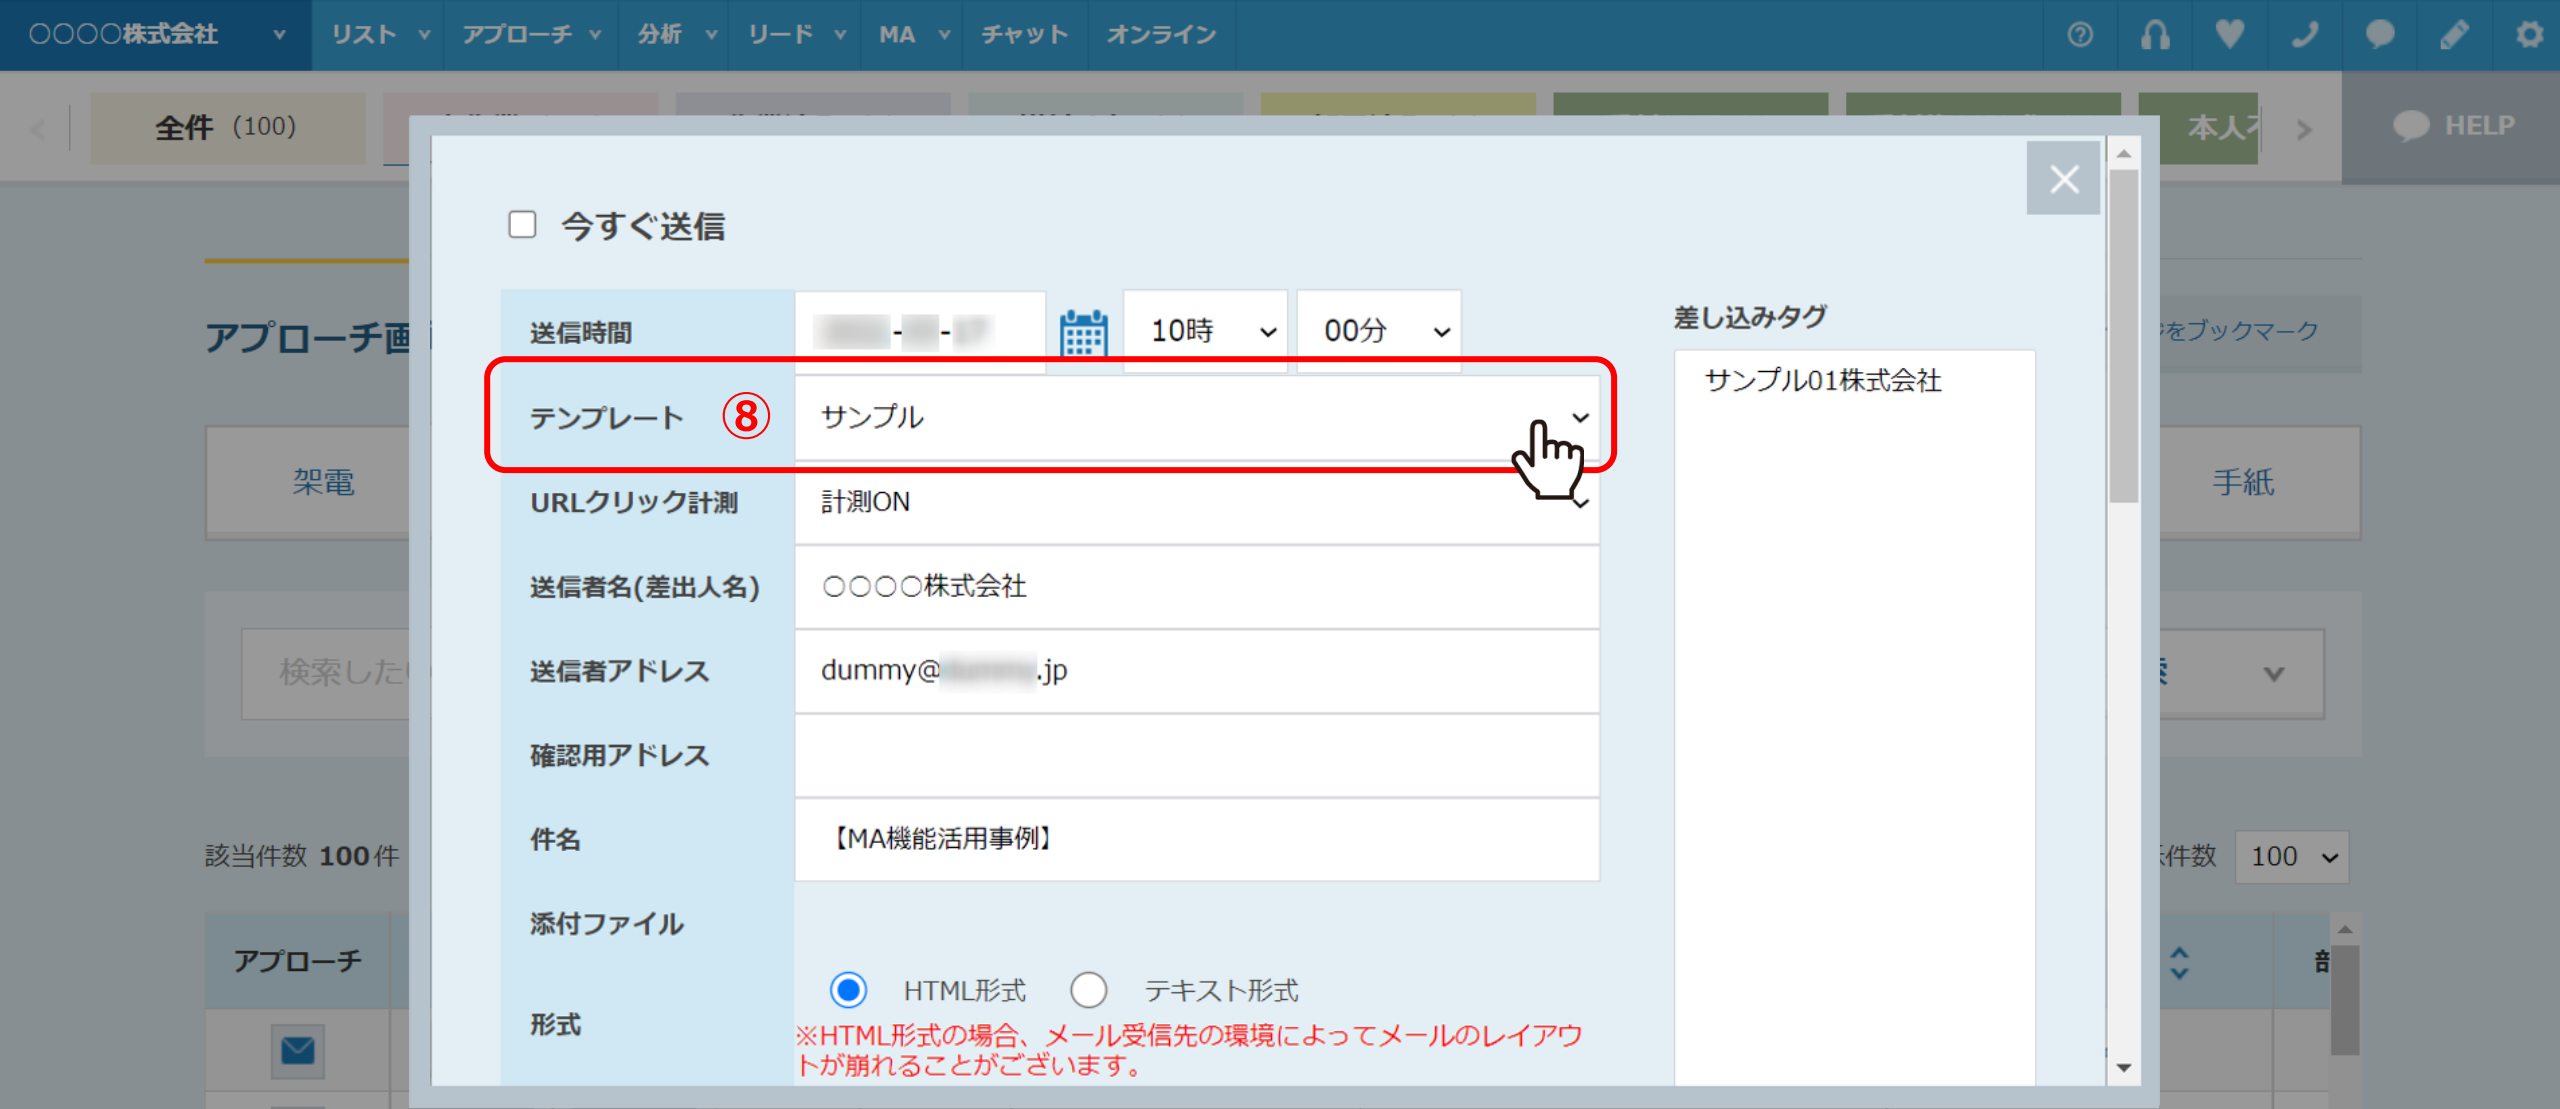 〇〇〇〇株式会社 リスト アプローチ 分析 リード MA チャット オンライン
全件 (100) 本人 HELP
今すぐ送信
送信時間 - - 10時 00分
差し込みタグ
アプローチ画 をブックマーク
テンプレート ⑧ サンプル
サンプル01株式会社
架電 手紙
URLクリック計測 計測ON
送信者名(差出人名) 〇〇〇〇株式会社
検索した
送信者アドレス dummy@ .jp
確認用アドレス
件名 【MA機能活用事例】
該当件数 100件 件数 100
添付ファイル
アプローチ
HTML形式 テキスト形式
形式
※HTML形式の場合、メール受信先の環境によってメールのレイアウ
トが崩れることがございます。